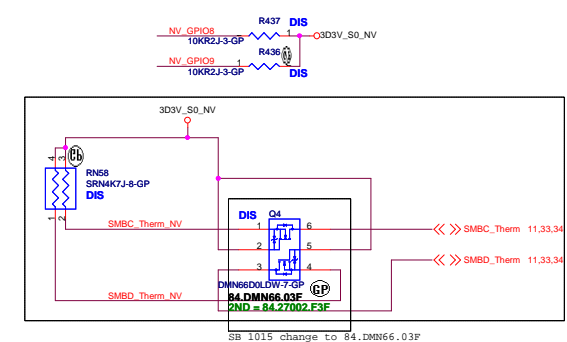 R437 DIS
NV_GPIO8 1 3D3V_S0_NV
10KR2J-3-GP
R436
NV_GPIO9 1
10KR2J-3-GP DIS
3D3V_S0_NV
4 3
RN58
SRN4K7J-8-GP
DIS
1 2
DIS Q4
SMBC_Therm_NV 1 6 SMBC_Therm 11,33,34
2 5
3 4 SMBD_Therm 11,33,34
DMN66D0LDW-7-GP
GP
SMBD_Therm_NV 84.DMN66.03F
2ND = 84.27002.F3F
SB 1015 change to 84.DMN66.03F